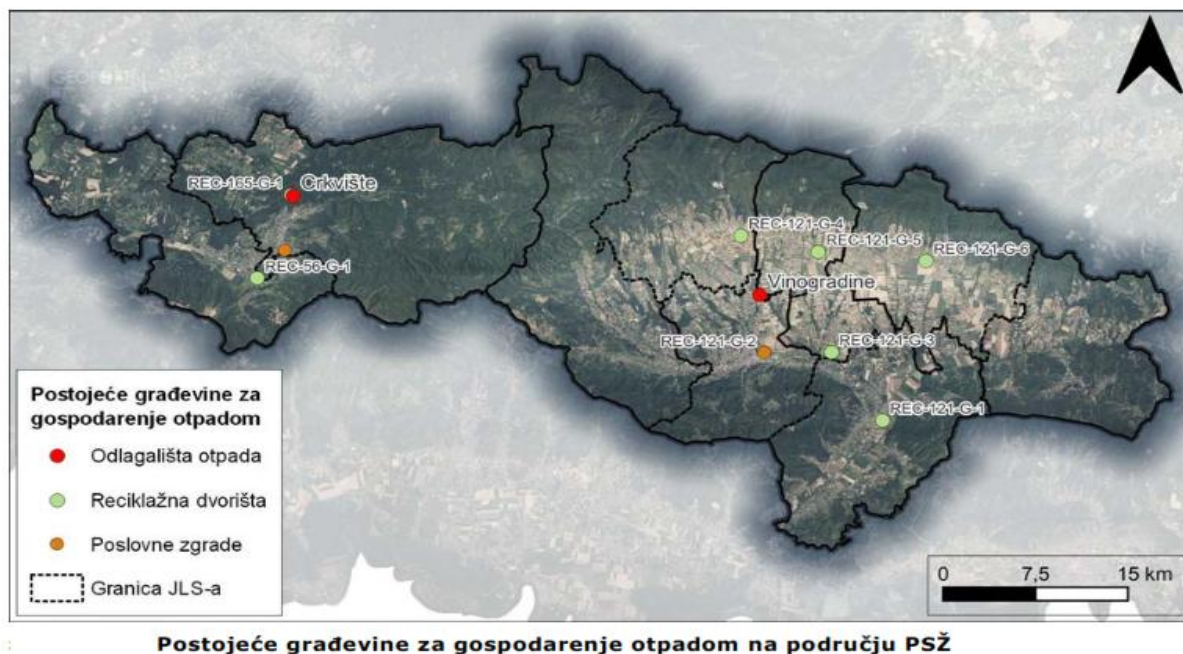 REC-165-G-1
Crkvište
REC-121-G-4
REC-121-G-5
REC-121-G-6
REC-56-G-1
Vinogradine
REC-121-G-2
REC-121-G-3
REC-121-G-1
Postojeće građevine za
gospodarenje otpadom
Odlagališta otpada
Reciklažna dvorišta
Poslovne zgrade
Granica JLS-a
0 7,5 15 km
Postojeće građevine za gospodarenje otpadom na području PSŽ